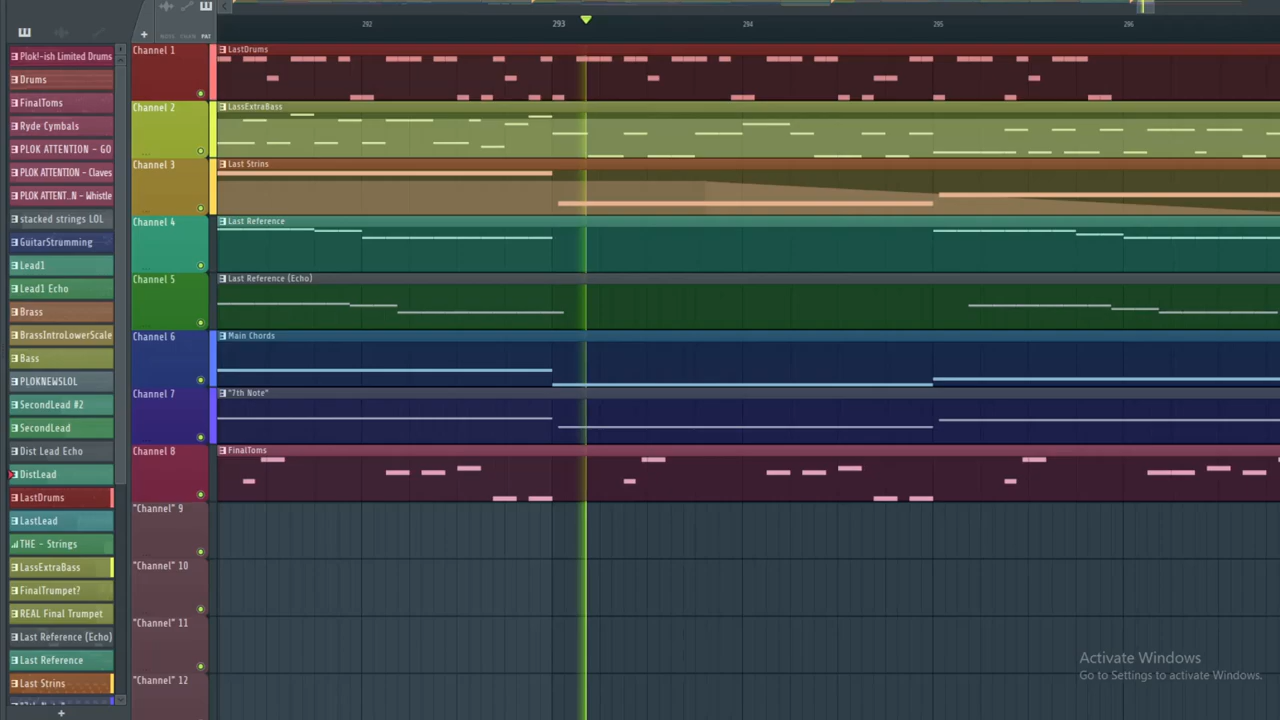 292 293 294 295 296
NOTE CHAN PAT
Plok!-ish Limited Drums
Drums
FinalToms
Ryde Cymbals
PLOK ATTENTION - GO
PLOK ATTENTION - Claves
PLOK ATTENT..N - Whistle
stacked strings LOL
GuitarStrumming
Lead1
Lead1 Echo
Brass
BrassIntroLowerScale
Bass
PLOKNEWSLOL
SecondLead #2
SecondLead
Dist Lead Echo
DistLead
LastDrums
LastLead
THE - Strings
LassExtraBass
FinalTrumpet?
REAL Final Trumpet
Last Reference (Echo)
Last Reference
Last Strins
Channel 1
LastDrums
Channel 2
LassExtraBass
Channel 3
Last Strins
Channel 4
Last Reference
Channel 5
Last Reference (Echo)
Channel 6
Main Chords
Channel 7
"7th Note"
Channel 8
FinalToms
"Channel" 9
"Channel" 10
"Channel" 11
"Channel" 12
Activate Windows
Go to Settings to activate Windows.